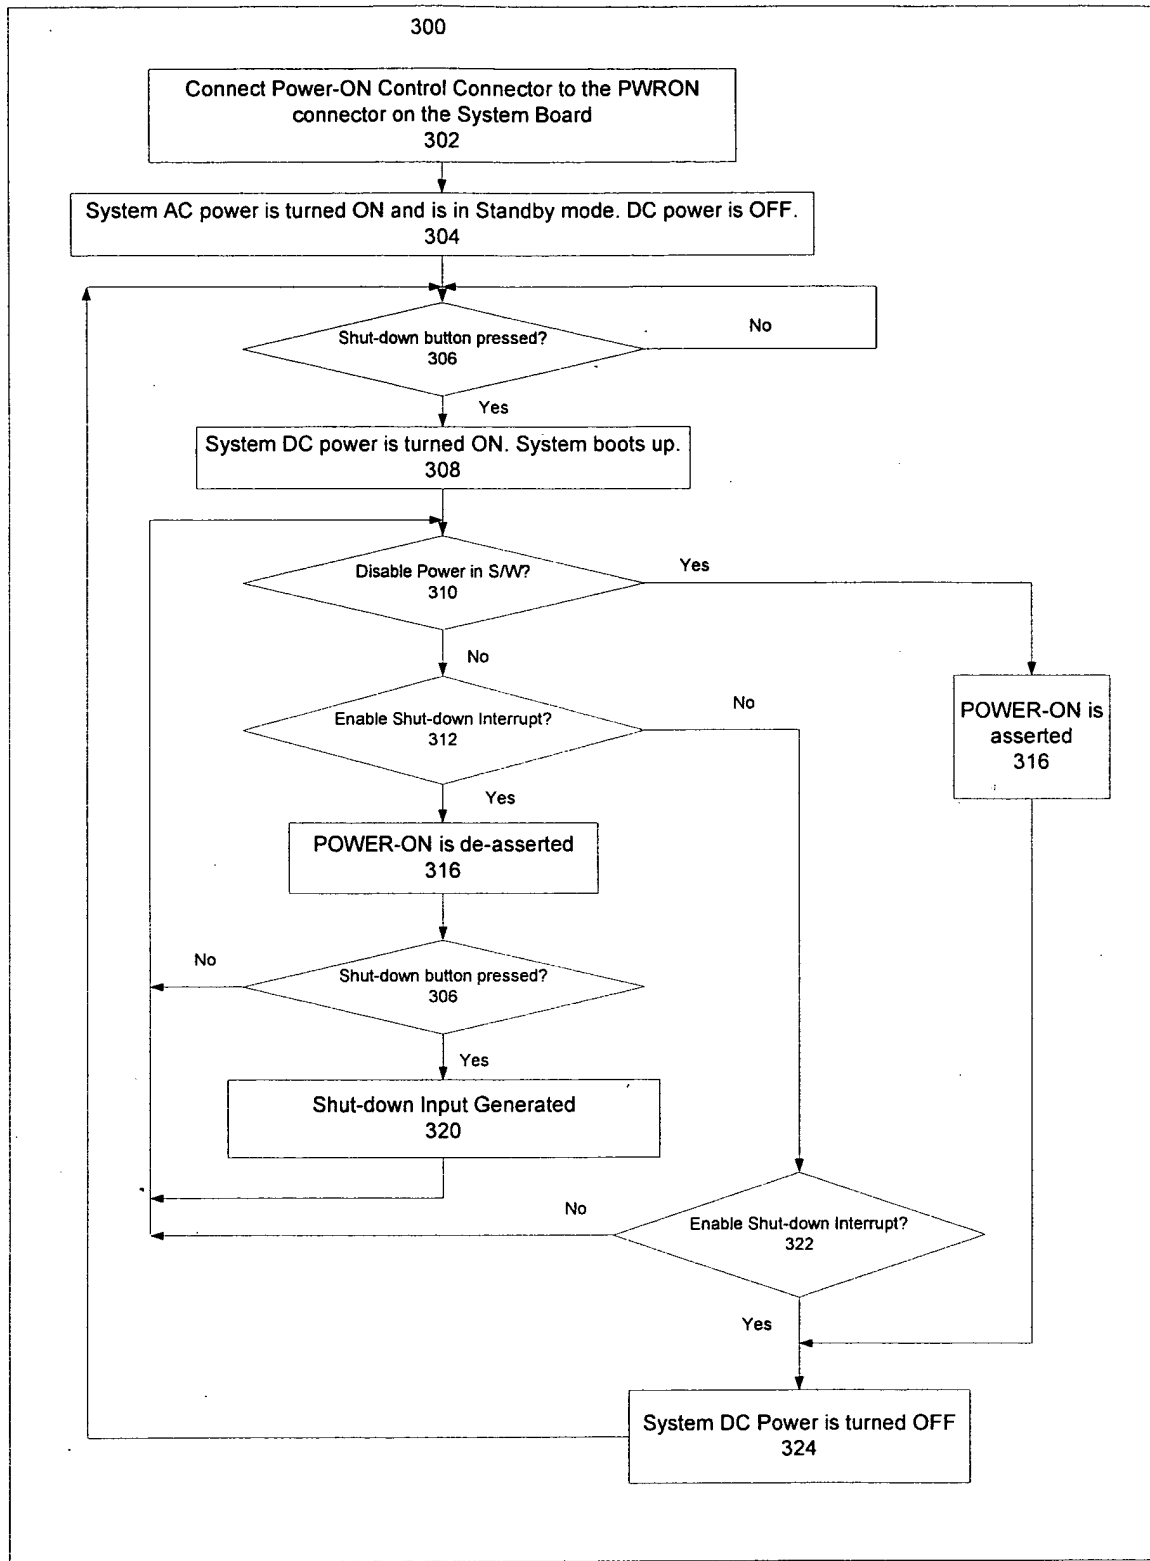 300
Connect Power-ON Control Connector to the PWRON
connector on the System Board
302
System AC power is turned ON and is in Standby mode. DC power is OFF.
304
Shut-down button pressed?
306
No
Yes
System DC power is turned ON. System boots up.
308
Disable Power in S/W?
310
Yes
No
Enable Shut-down Interrupt?
312
No
POWER-ON is
asserted
316
Yes
POWER-ON is de-asserted
316
Shut-down button pressed?
306
No
Yes
Shut-down Input Generated
320
Enable Shut-down Interrupt?
322
No
Yes
System DC Power is turned OFF
324